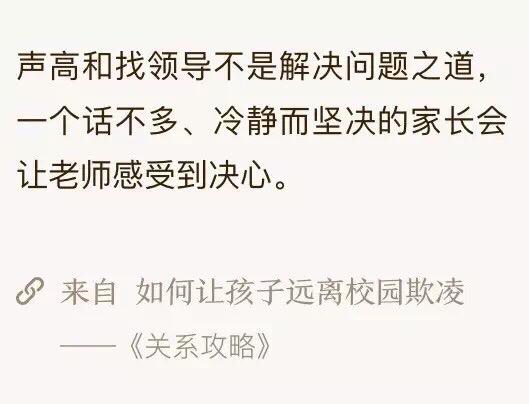 声高和找领导不是解决问题之道，
一个话不多、冷静而坚决的家长会
让老师感受到决心。
来自 如何让孩子远离校园欺凌
——《关系攻略》